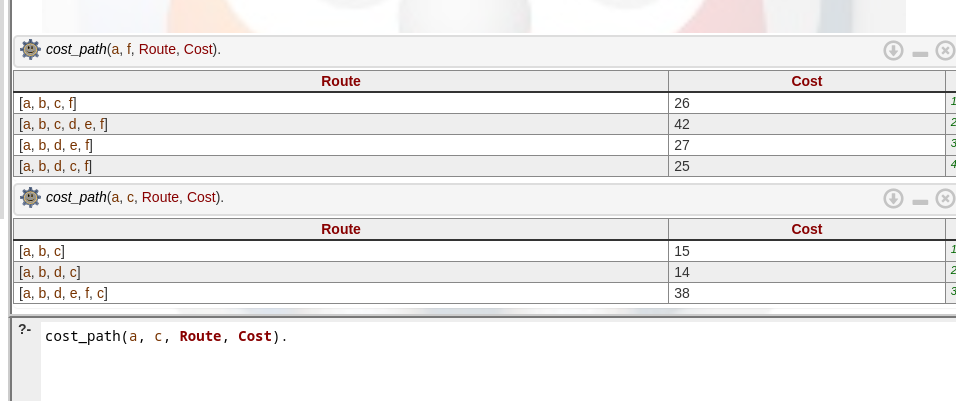 cost_path(a, f, Route, Cost).
Route Cost
[a, b, c, f] 26 1
[a, b, c, d, e, f] 42 2
[a, b, d, e, f] 27 3
[a, b, d, c, f] 25 4
cost_path(a, c, Route, Cost).
Route Cost
[a, b, c] 15 1
[a, b, d, c] 14 2
[a, b, d, e, f, c] 38 3
?- cost_path(a, c, Route, Cost).